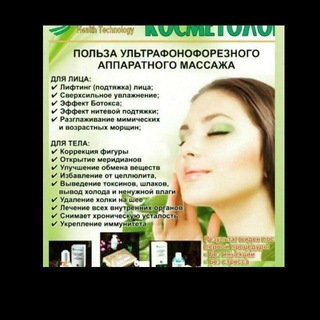 Health Technology
КОСМЕТОЛО
ПОЛЬЗА УЛЬТРАФОНОФОРЕЗНОГО
АППАРАТНОГО МАССАЖА
ДЛЯ ЛИЦА:
✓ Лифтинг (подтяжка) лица;
✓ Сверхсильное увлажнение;
✓ Эффект Ботокса;
✓ Эффект нитевой подтяжки;
✓ Разглаживание мимических
и возрастных морщин;
ДЛЯ ТЕЛА:
✓ Коррекция фигуры
✓ Открытие меридианов
✓ Улучшение обмена веществ
✓ Избавление от целлюлита,
✓ Выведение токсинов, шлаков,
вывод холода и ненужной влаги
✓ Удаление холки на шее
✓ Лечение всех внутренних органов
✓ Снимает хроническую усталость
✓ Укрепление иммунитета